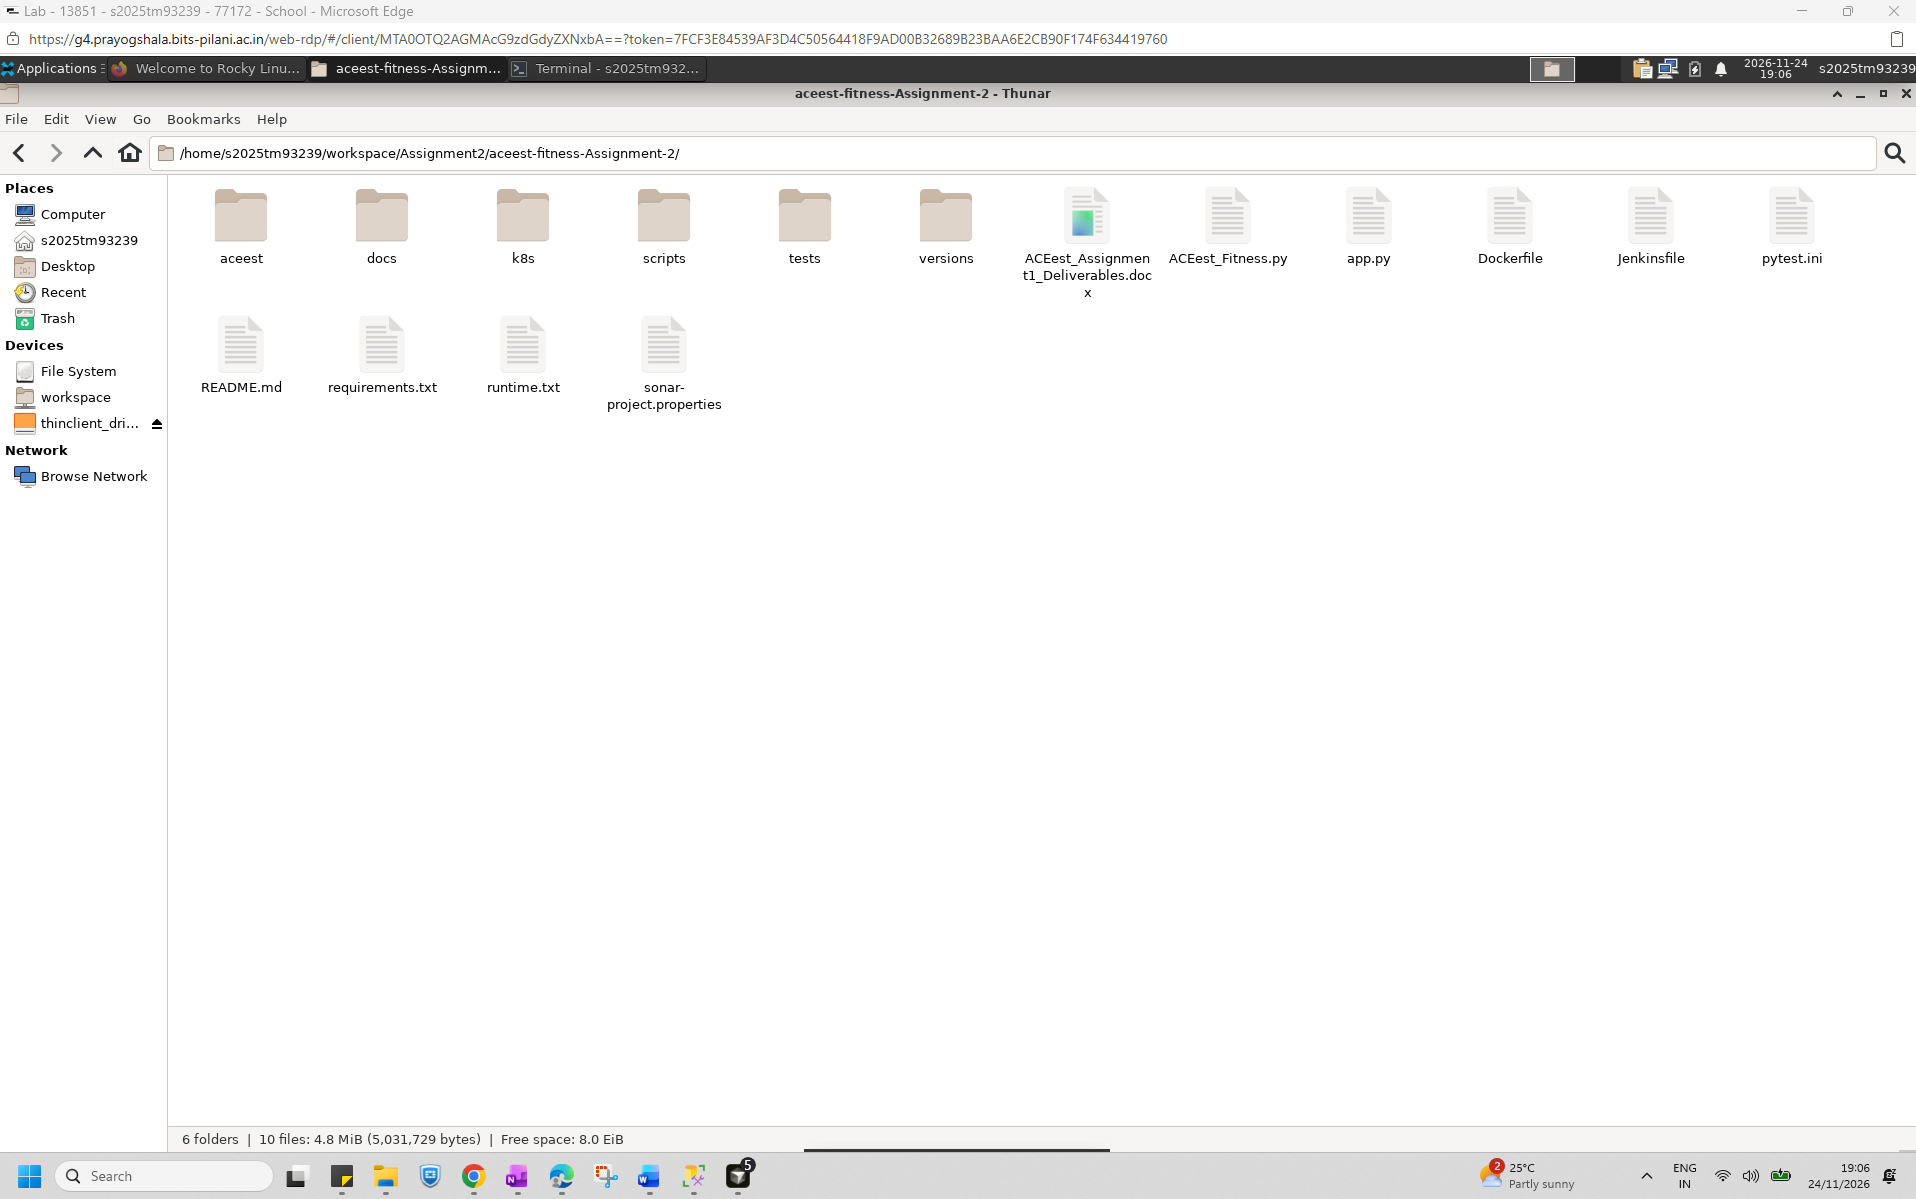 Lab - 13851 - s2025tm93239 - 77172 - School - Microsoft Edge
https://g4.prayogshala.bits-pilani.ac.in/web-rdp/#/client/MTA0OTQ2AGMAcG9zdGdyZXNxbA==?token=7FCF3E84539AF3D4C50564418F9AD00B32689B23BAA6E2CB90F174F634419760
Applications
Welcome to Rocky Linu...
aceest-fitness-Assignm...
Terminal - s2025tm932...
2026-11-24
19:06
s2025tm93239
aceest-fitness-Assignment-2 - Thunar
File Edit View Go Bookmarks Help
/home/s2025tm93239/workspace/Assignment2/aceest-fitness-Assignment-2/
Places
Computer
s2025tm93239
Desktop
Recent
Trash
Devices
File System
workspace
thinclient_dri...
Network
Browse Network
aceest
docs
k8s
scripts
tests
versions
ACEest_Assignmen
t1_Deliverables.doc
x
ACEest_Fitness.py
app.py
Dockerfile
Jenkinsfile
pytest.ini
README.md
requirements.txt
runtime.txt
sonar-
project.properties
6 folders | 10 files: 4.8 MiB (5,031,729 bytes) | Free space: 8.0 EiB
Search
5
2
25°C
Partly sunny
ENG
IN
19:06
24/11/2026